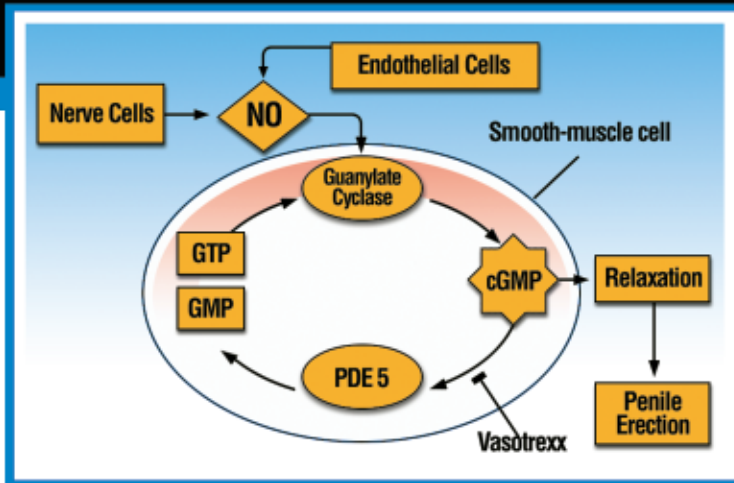 Endothelial Cells
Nerve Cells
NO
Smooth-muscle cell
Guanylate
Cyclase
GTP
cGMP
Relaxation
GMP
PDE 5
Penile
Erection
Vasotrexx